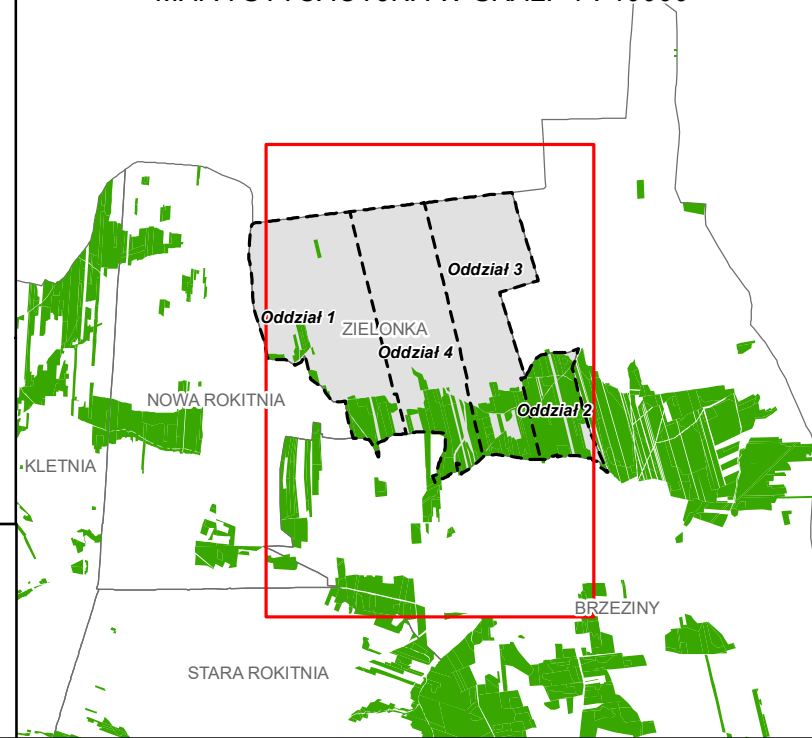 Oddział 3
Oddział 1
ZIELONKA
Oddział 4
NOWA ROKITNIA
Oddział 2
KLETNIA
BRZEZINY
STARA ROKITNIA